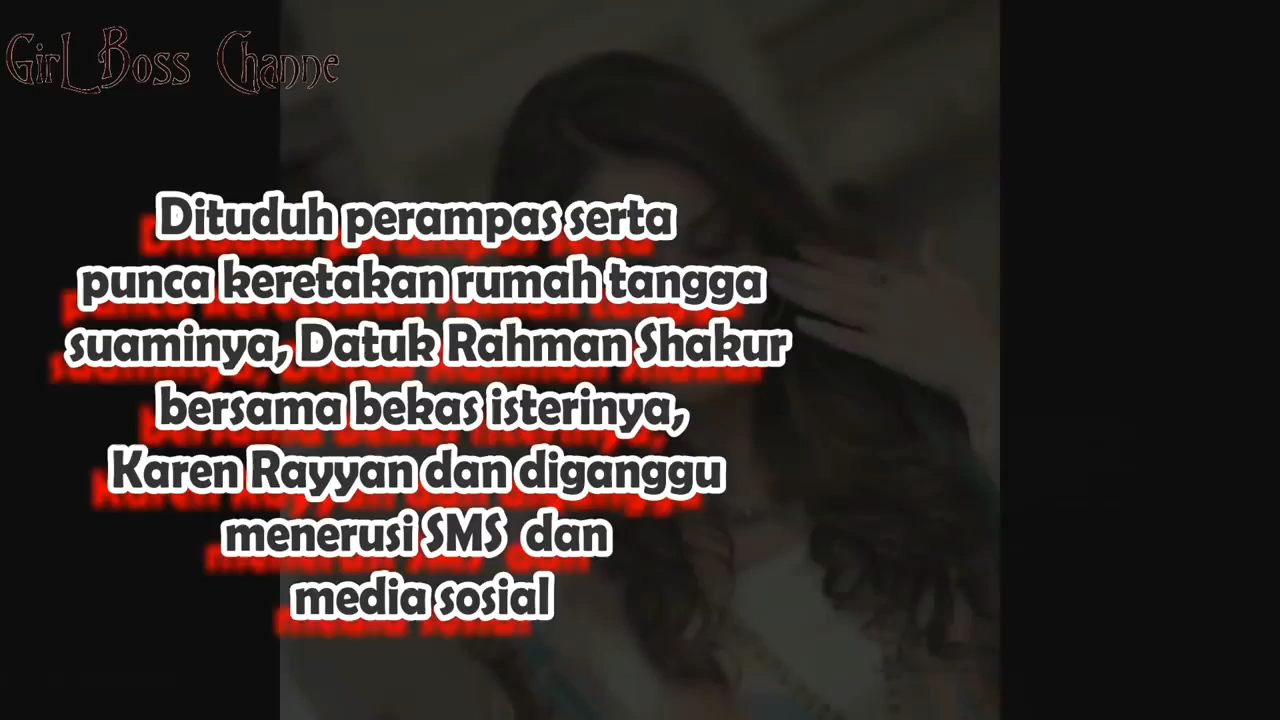 Girl Boss Channe
Dituduh perampas serta
punca keretakan rumah tangga
suaminya, Datuk Rahman Shakur
bersama bekas isterinya,
Karen Rayyan dan diganggu
menerusi SMS dan
media sosial